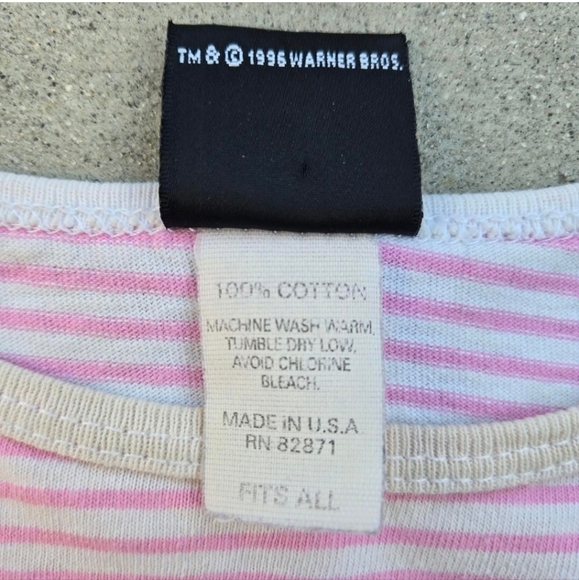 TM & © 1996 WARNER BROS.
100% COTTON
MACHINE WASH WARM,
TUMBLE DRY LOW,
AVOID CHLORINE
BLEACH.
MADE IN U.S.A
RN 82871
FITS ALL